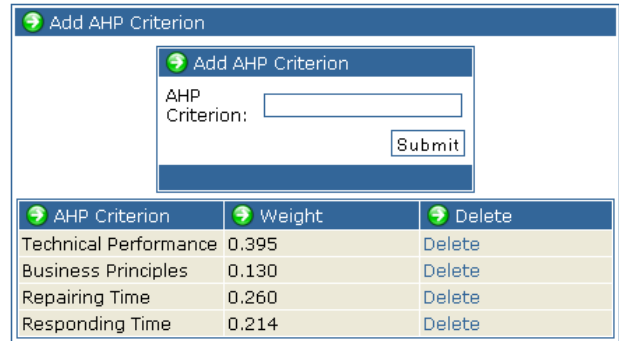 Add AHP Criterion
Add AHP Criterion
AHP
Criterion:
Submit
AHP Criterion Weight Delete
Technical Performance 0.395 Delete
Business Principles 0.130 Delete
Repairing Time 0.260 Delete
Responding Time 0.214 Delete